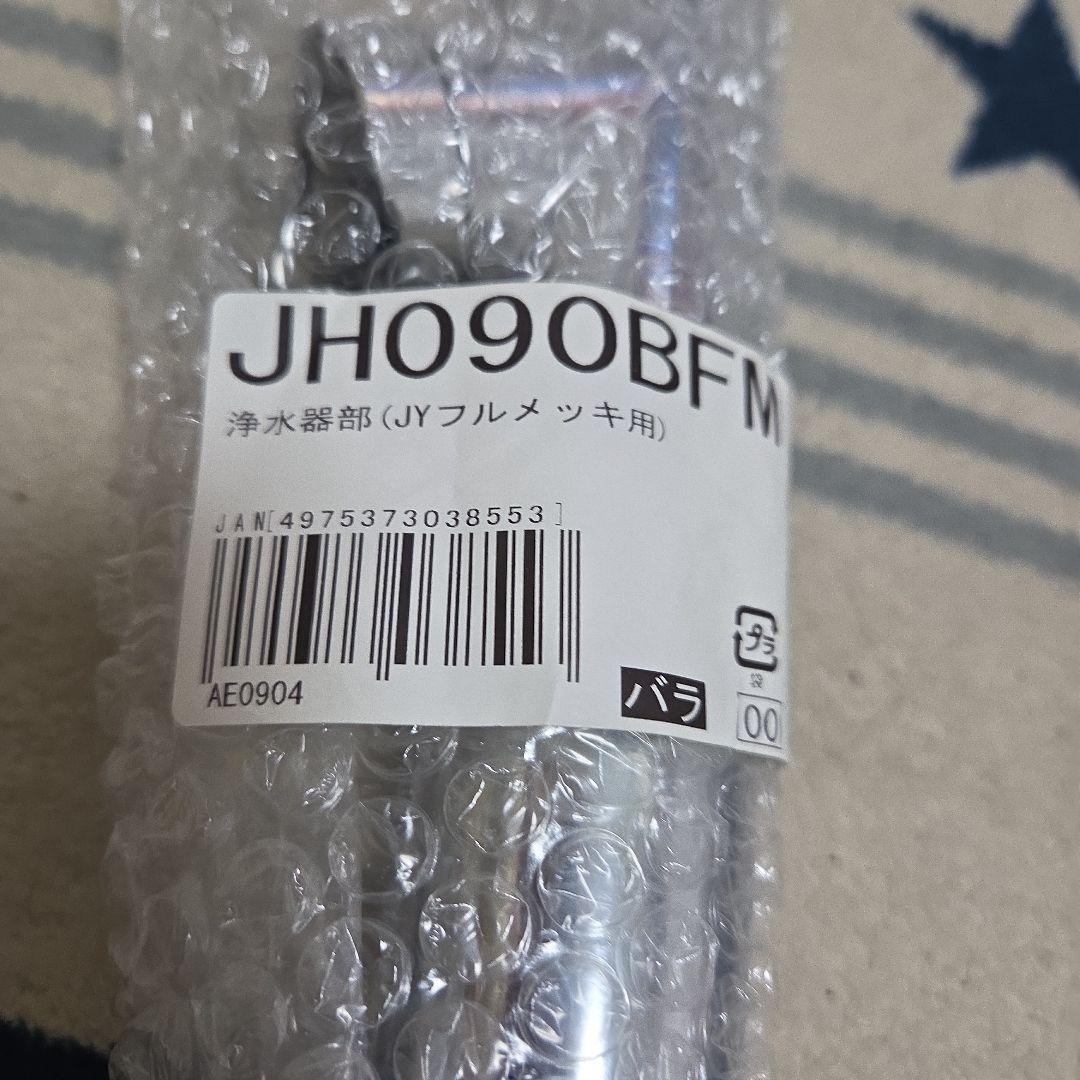 JH090BFM
浄水器部(JYフルメッキ用)
JAN[4975373038553]
AE0904
バラ
プラ
袋
00